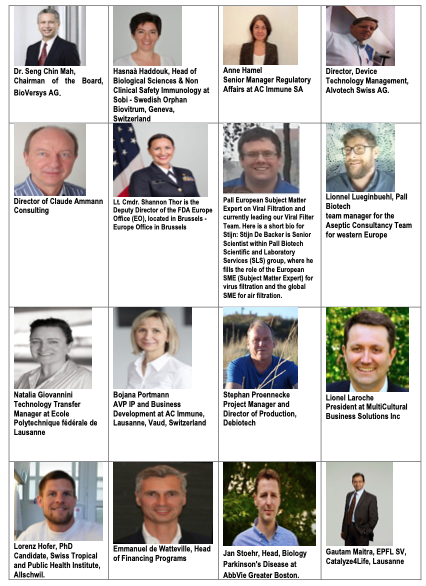 Dr. Seng Chin Mah,
Chairman of the Board,
BioVersys AG.
Hasnaà Haddouk, Head of
Biological Sciences & Non
Clinical Safety Immunology at
Sobi - Swedish Orphan
Biovitrum, Geneva,
Switzerland
Anne Hamel
Senior Manager Regulatory
Affairs at AC Immune SA
Director, Device
Technology Management,
Alvotech Swiss AG.
Director of Claude Ammann
Consulting
Lt. Cmdr. Shannon Thor is the
Deputy Director of the FDA Europe
Office (EO), located in Brussels -
Europe Office in Brussels
Pall European Subject Matter
Expert on Viral Filtration and
currently leading our Viral Filter
Team. Here is a short bio for
Stijn: Stijn De Backer is Senior
Scientist within Pall Biotech
Scientific and Laboratory
Services (SLS) group, where he
fills the role of the European
SME (Subject Matter Expert) for
virus filtration and the global
SME for air filtration.
Lionnel Lueginbuehl, Pall
Biotech
team manager for the
Aseptic Consultancy Team
for western Europe
Natalia Giovannini
Technology Transfer
Manager at Ecole
Polytechnique fédérale de
Lausanne
Bojana Portmann
AVP IP and Business
Development at AC Immune,
Lausanne, Vaud, Switzerland
Stephan Proennecke
Project Manager and
Director of Production,
Debiotech
Lionel Laroche
President at MultiCultural
Business Solutions Inc
Lorenz Hofer, PhD
Candidate, Swiss Tropical
and Public Health Institute,
Allschwil.
Emmanuel de Watteville, Head
of Financing Programs
Jan Stoehr, Head, Biology
Parkinson's Disease at
AbbVie Greater Boston.
Gautam Maitra, EPFL SV,
Catalyze4Life, Lausanne